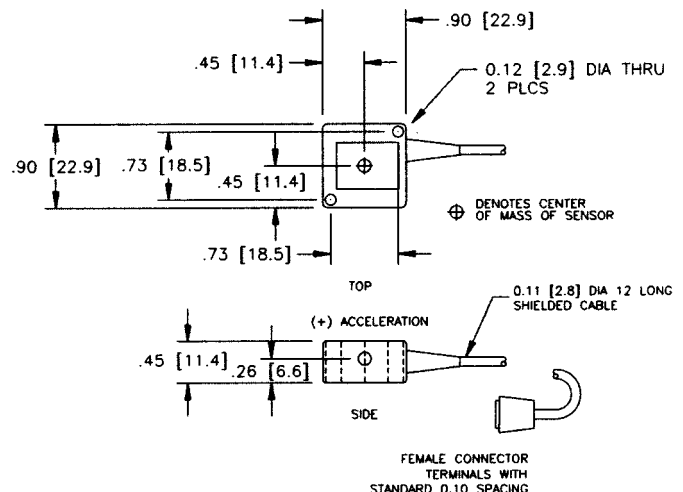 .90 [22.9]
.45 [11.4]
0.12 [2.9] DIA THRU
2 PLCS
.90 [22.9]
.73 [18.5]
.45 [11.4]
DENOTES CENTER
OF MASS OF SENSOR
.73 [18.5]
TOP
0.11 [2.8] DIA 12 LONG
SHIELDED CABLE
(+) ACCELERATION
.45 [11.4]
.26 [6.6]
SIDE
FEMALE CONNECTOR
TERMINALS WITH
STANDARD 0.10 SPACING